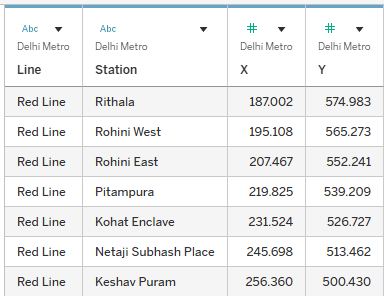 Abc Abc # #
Delhi Metro Delhi Metro Delhi Metro Delhi Metro
Line Station X Y
Red Line Rithala 187.002 574.983
Red Line Rohini West 195.108 565.273
Red Line Rohini East 207.467 552.241
Red Line Pitampura 219.825 539.209
Red Line Kohat Enclave 231.524 526.727
Red Line Netaji Subhash Place 245.698 513.462
Red Line Keshav Puram 256.360 500.430